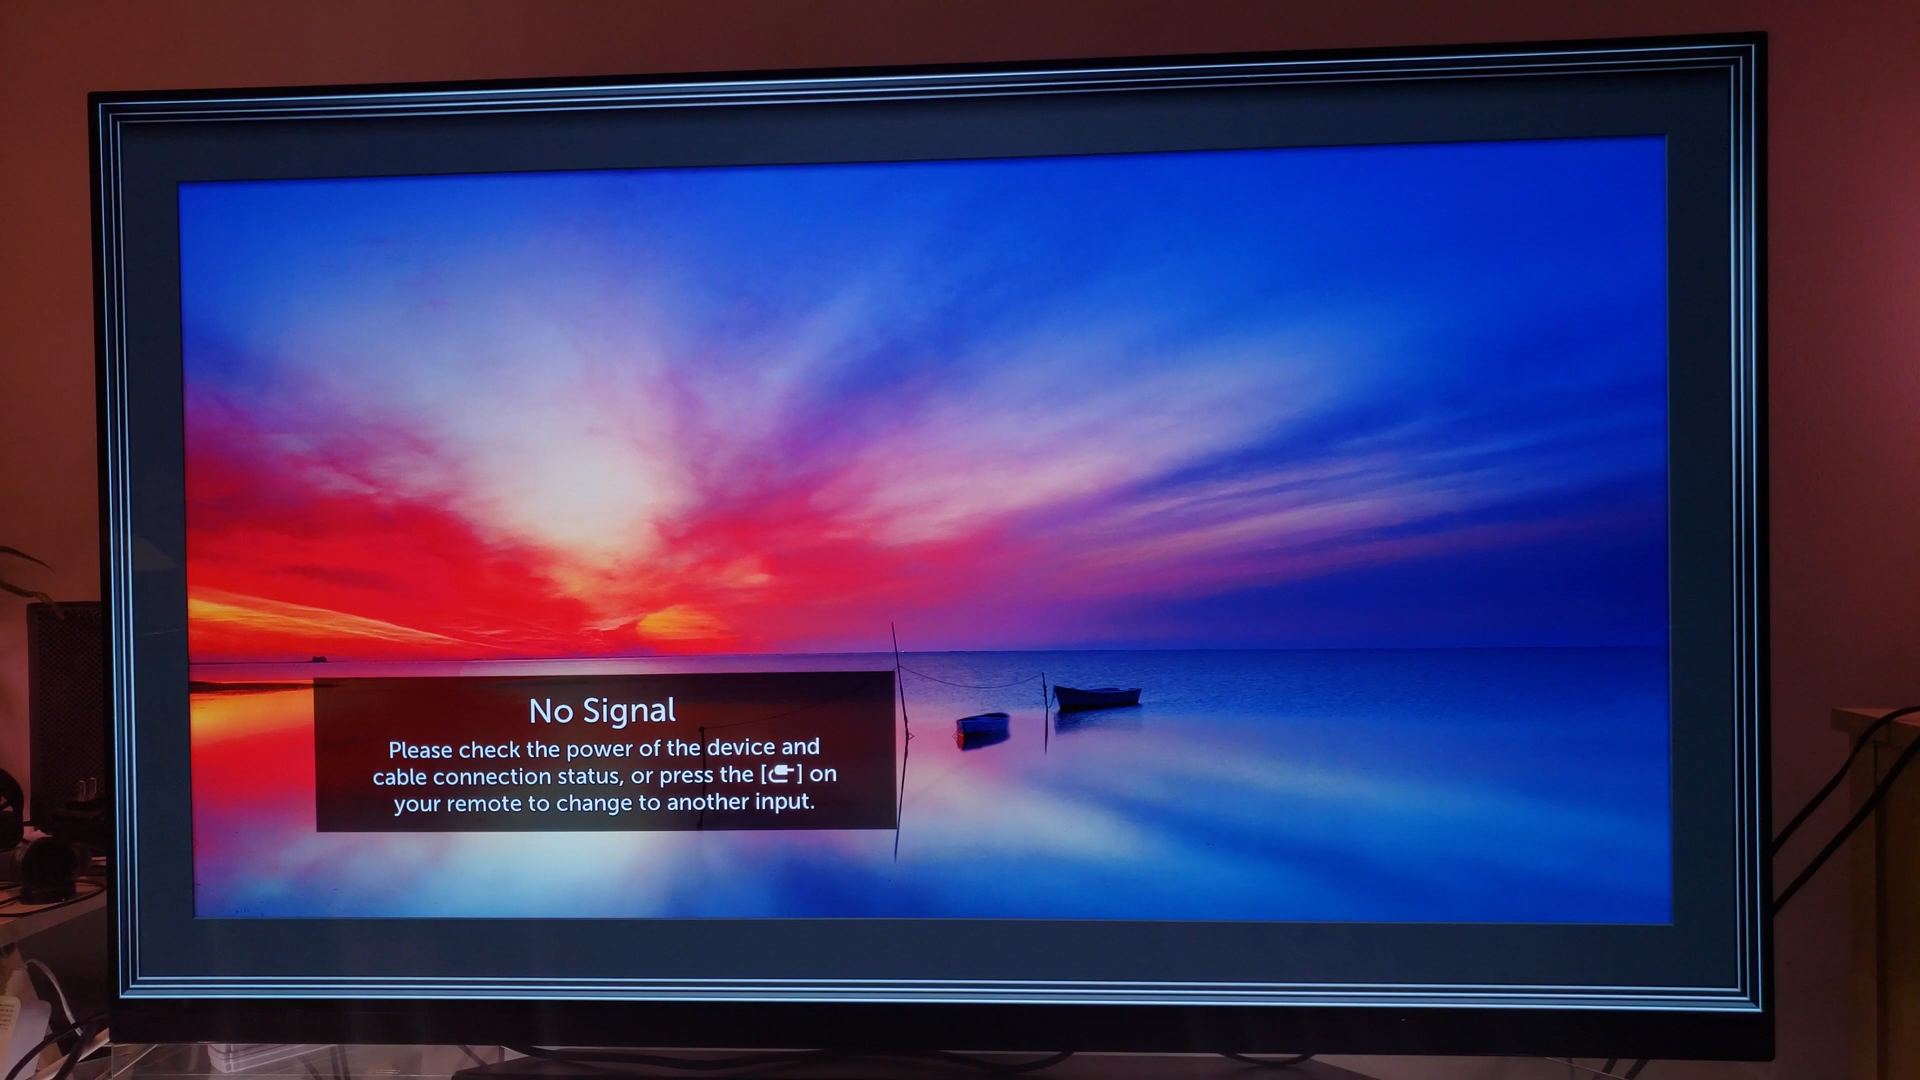 No Signal
Please check the power of the device and
cable connection status, or press the [] on
your remote to change to another input.